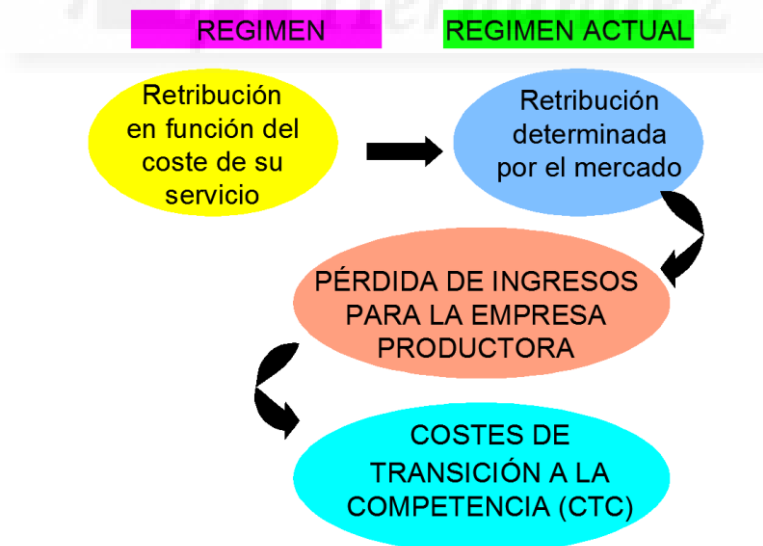 REGIMEN
REGIMEN ACTUAL
Retribución
en función del
coste de su
servicio
Retribución
determinada
por el mercado
PÉRDIDA DE INGRESOS
PARA LA EMPRESA
PRODUCTORA
COSTES DE
TRANSICIÓN A LA
COMPETENCIA (CTC)